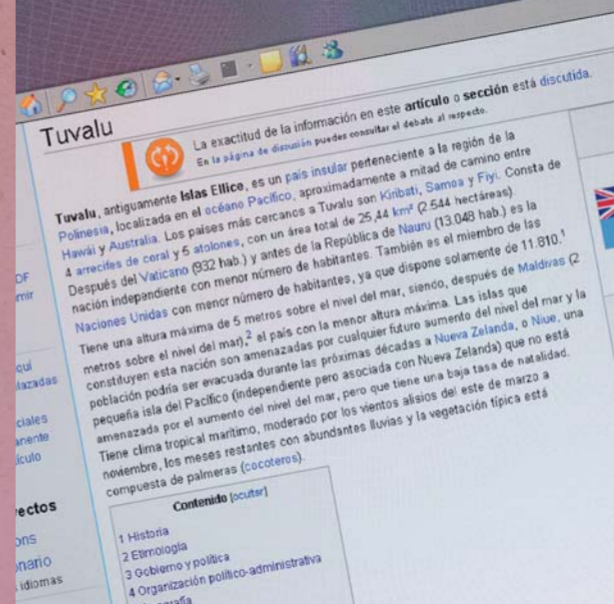 Tuvalu
La exactitud de la información en este artículo o sección está discutida.
En la página de discusión puedes consultar el debate al respecto.
Tuvalu, antiguamente Islas Ellice, es un país insular perteneciente a la región de la
Polinesia, localizada en el océano Pacífico, aproximadamente a mitad de camino entre
Hawái y Australia. Los países más cercanos a Tuvalu son Kiribati, Samoa y Fiyi. Consta de
4 arrecifes de coral y 5 atolones, con un área total de 25,44 km² (2.544 hectáreas).
Después del Vaticano (932 hab.) y antes de la República de Nauru (13.048 hab.) es la
nación independiente con menor número de habitantes. También es el miembro de las
Naciones Unidas con menor número de habitantes, ya que dispone solamente de 11.810.¹
Tiene una altura máxima de 5 metros sobre el nivel del mar, siendo, después de Maldivas (2
metros sobre el nivel del mar),² el país con la menor altura máxima. Las islas que
constituyen esta nación son amenazadas por cualquier futuro aumento del nivel del mar y la
población podría ser evacuada durante las próximas décadas a Nueva Zelanda, o Niue, una
pequeña isla del Pacífico (independiente pero asociada con Nueva Zelanda) que no está
amenazada por el aumento del nivel del mar, pero que tiene una baja tasa de natalidad.
Tiene clima tropical marítimo, moderado por los vientos alisios del este de marzo a
noviembre, los meses restantes con abundantes lluvias y la vegetación típica está
compuesta de palmeras (cocoteros).
Contenido [ocultar]
1 Historia
2 Etimología
3 Gobierno y política
4 Organización político-administrativa
idiomas